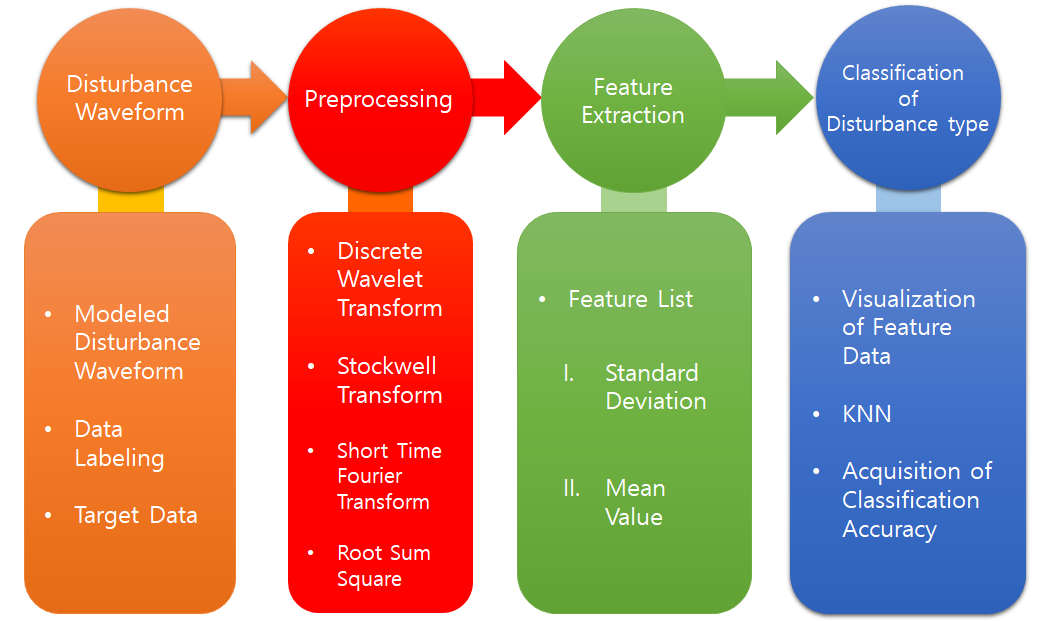 Disturbance
Waveform
Preprocessing
Feature
Extraction
Classification
of
Disturbance type
• Modeled
Disturbance
Waveform
• Data
Labeling
• Target Data
• Discrete
Wavelet
Transform
• Stockwell
Transform
• Short Time
Fourier
Transform
• Root Sum
Square
• Feature List
I. Standard
Deviation
II. Mean
Value
• Visualization
of Feature
Data
• KNN
• Acquisition of
Classification
Accuracy